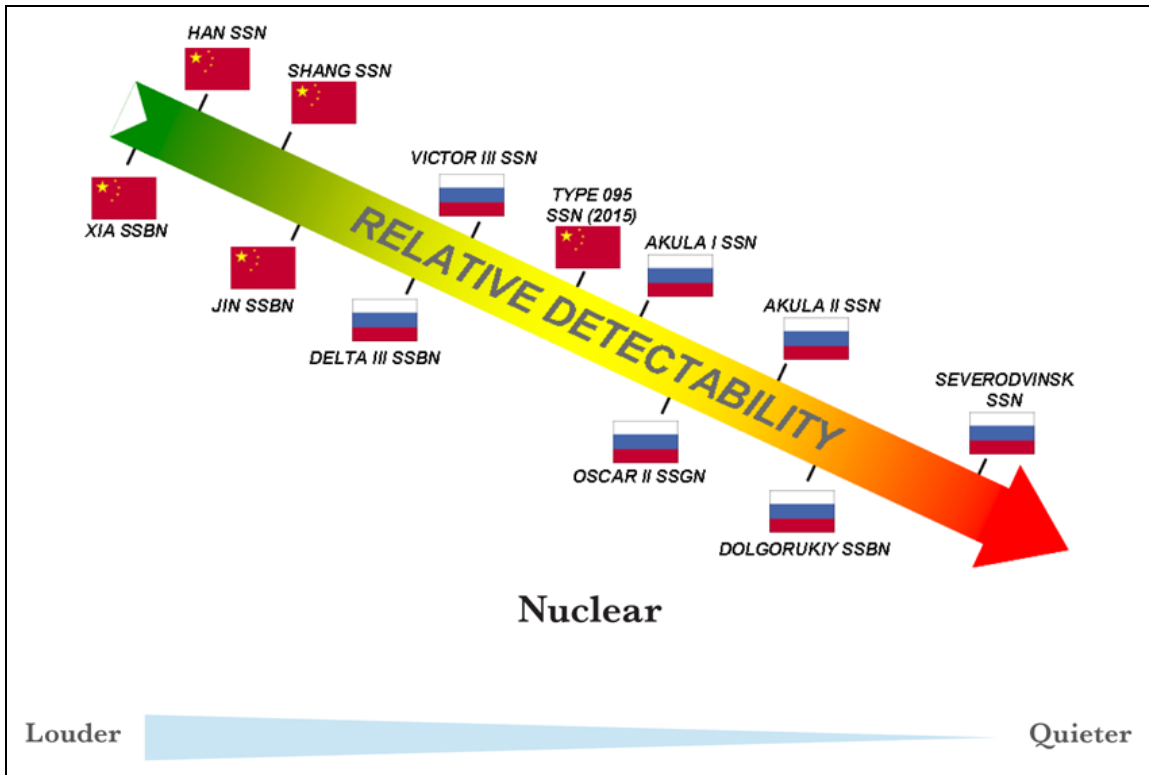 HAN SSN
SHANG SSN
XIA SSBN
JIN SSBN
VICTOR III SSN
DELTA III SSBN
TYPE 095
SSN (2015)
AKULA I SSN
OSCAR II SSGN
AKULA II SSN
DOLGORUKIY SSBN
SEVERODVINSK
SSN
RELATIVE DETECTABILITY
Nuclear
Louder
Quieter